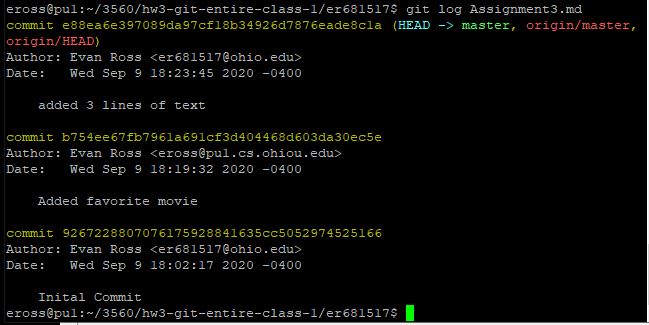 eross@pul:~/3560/hw3-git-entire-class-1/er681517$ git log Assignment3.md
commit e88ea6e397089da97cf18b34926d7876eade8c1a (HEAD -> master, origin/master,
origin/HEAD)
Author: Evan Ross <er681517@ohio.edu>
Date:   Wed Sep 9 18:23:45 2020 -0400
    added 3 lines of text
commit b754ee67fb7961a691cf3d404468d603da30ec5e
Author: Evan Ross <eross@pul.cs.ohiou.edu>
Date:   Wed Sep 9 18:19:32 2020 -0400
    Added favorite movie
commit 9267228807076175928841635cc5052974525166
Author: Evan Ross <er681517@ohio.edu>
Date:   Wed Sep 9 18:02:17 2020 -0400
    Inital Commit
eross@pul:~/3560/hw3-git-entire-class-1/er681517$